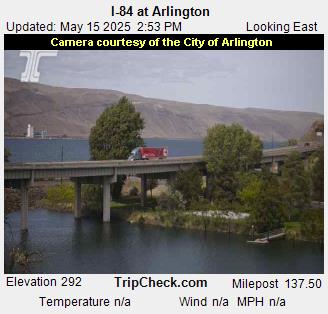 I-84 at Arlington
Updated: May 15 2025 2:53 PM Looking East
Camera courtesy of the City of Arlington
Elevation 292 TripCheck.com Milepost 137.50
Temperature n/a Wind n/a MPH n/a